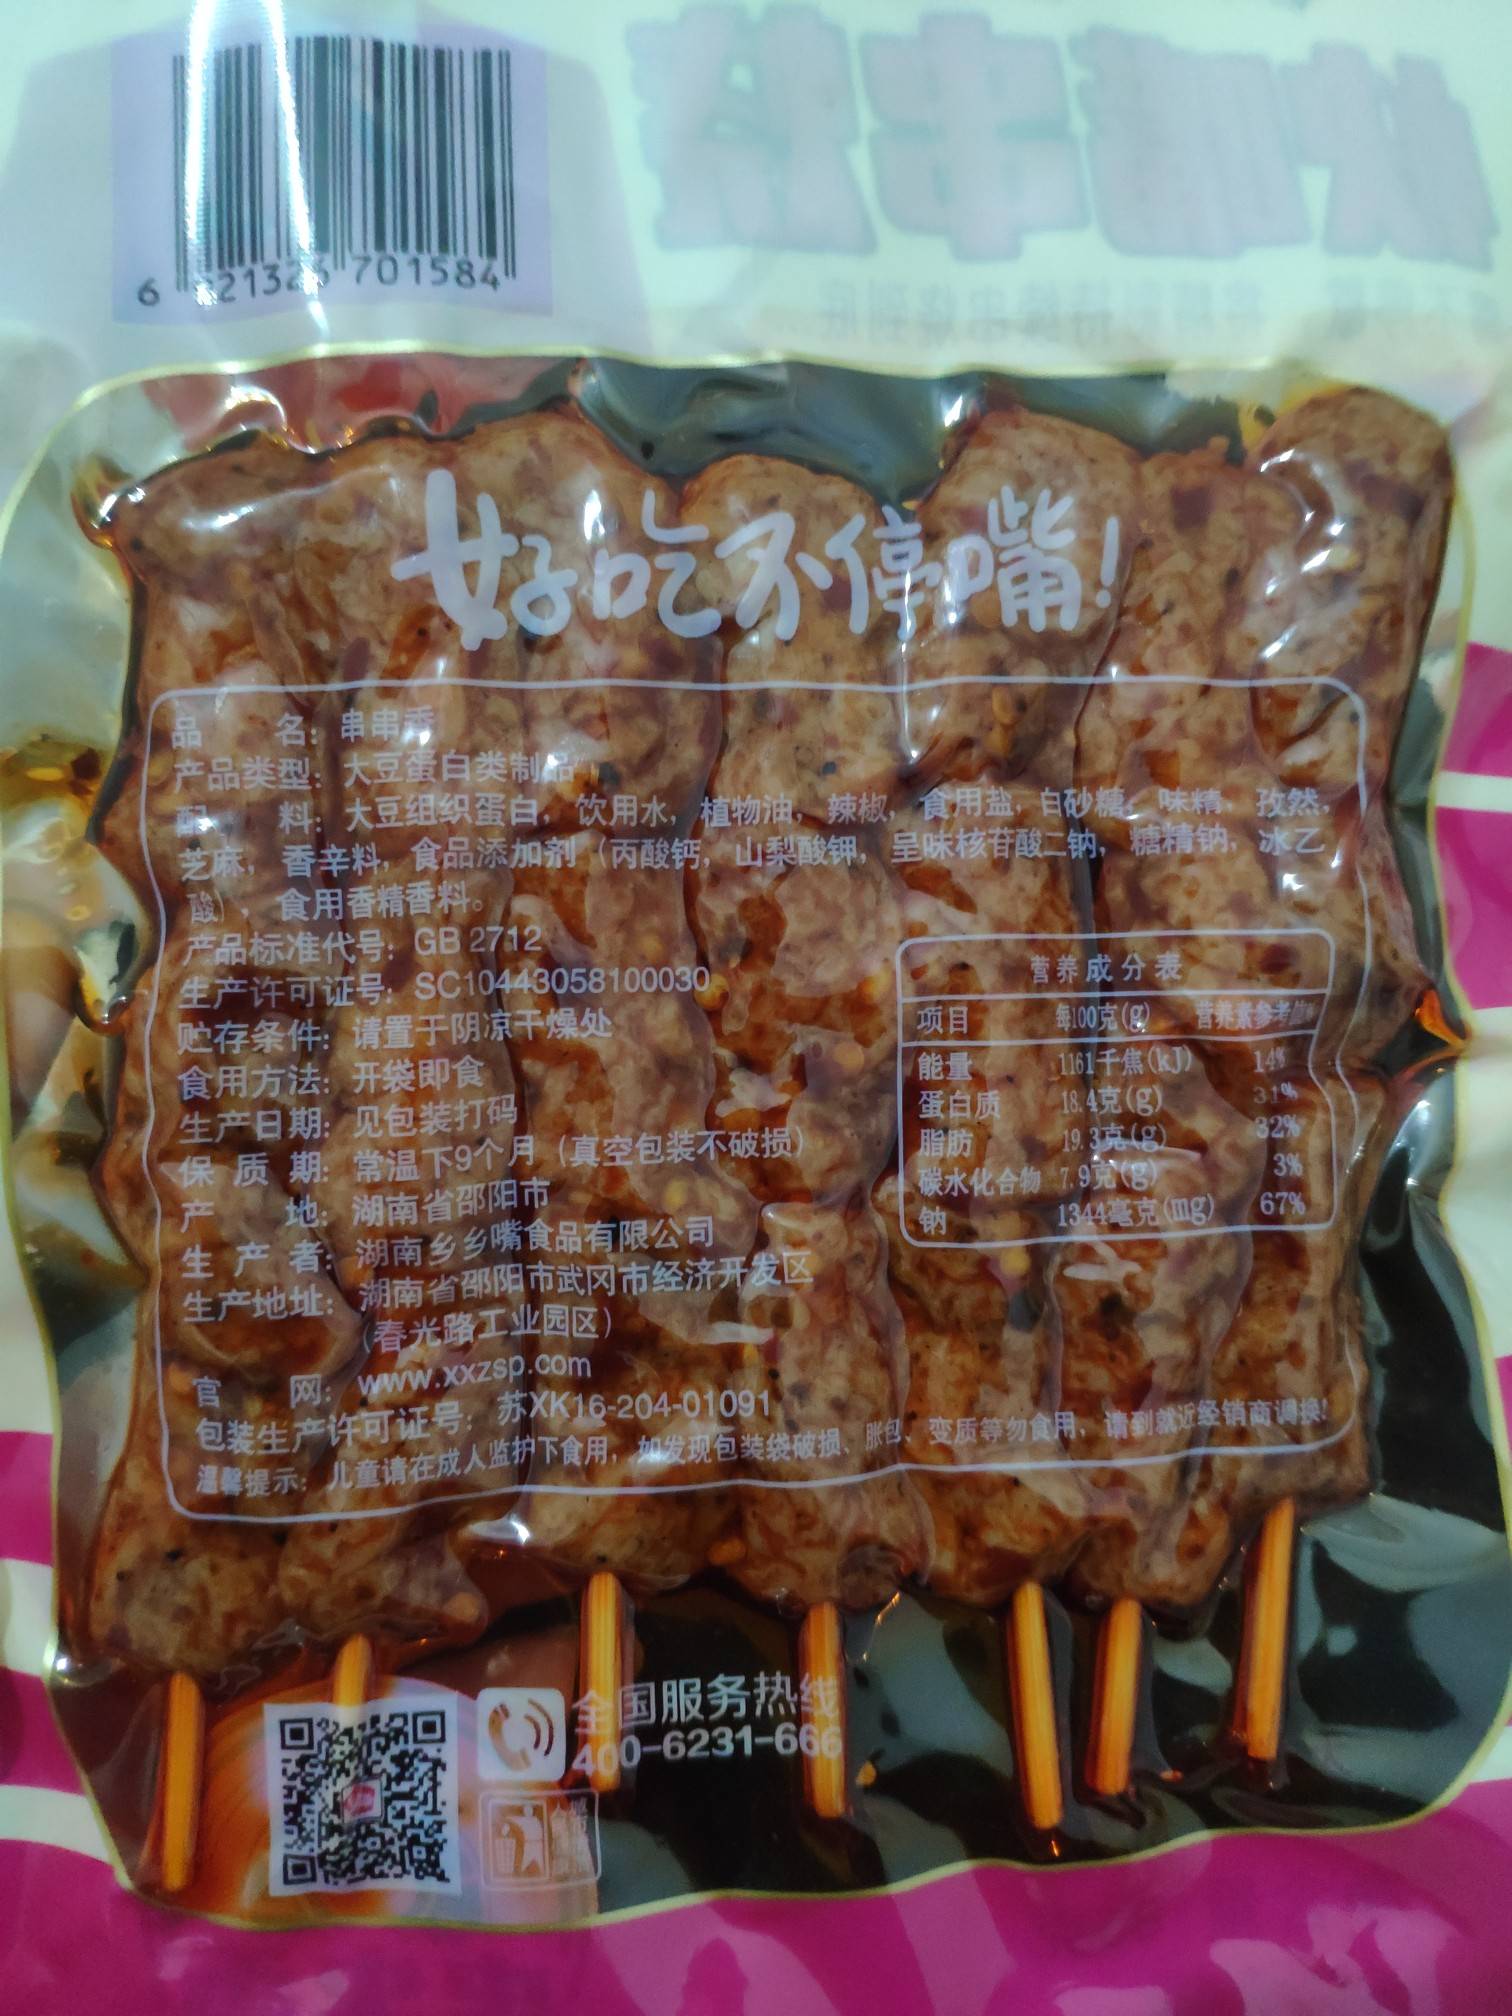 701584
好吃不停嘴!
品 名: 串串香
产品类型: 大豆蛋白类制品
配 料: 大豆组织蛋白, 饮用水, 植物油, 辣椒, 食用盐, 白砂糖, 味精, 孜然,
芝麻, 香辛料, 食品添加剂 (丙酸钙, 山梨酸钾, 呈味核苷酸二钠, 糖精钠, 冰乙
酸), 食用香精香料。
产品标准代号: GB 2712
生产许可证号: SC10443058100030
贮存条件: 请置于阴凉干燥处
食用方法: 开袋即食
生产日期: 见包装打码
保 质 期: 常温下9个月 (真空包装不破损)
产 地: 湖南省邵阳市
生 产 者: 湖南乡乡嘴食品有限公司
生产地址: 湖南省邵阳市武冈市经济开发区
(春光路工业园区)
官 网: www.xxzsp.com
包装生产许可证号: 苏XK16-204-01091
温馨提示: 儿童请在成人监护下食用, 如发现包装袋破损、胀包、变质等勿食用, 请到就近经销商调换!
营养成分表
项目 每100克(g) 营养素参考值%
能量 1161千焦(kJ) 14%
蛋白质 18.4克(g) 31%
脂肪 19.3克(g) 32%
碳水化合物 7.9克(g) 3%
钠 1344毫克(mg) 67%
全国服务热线
400-6231-666